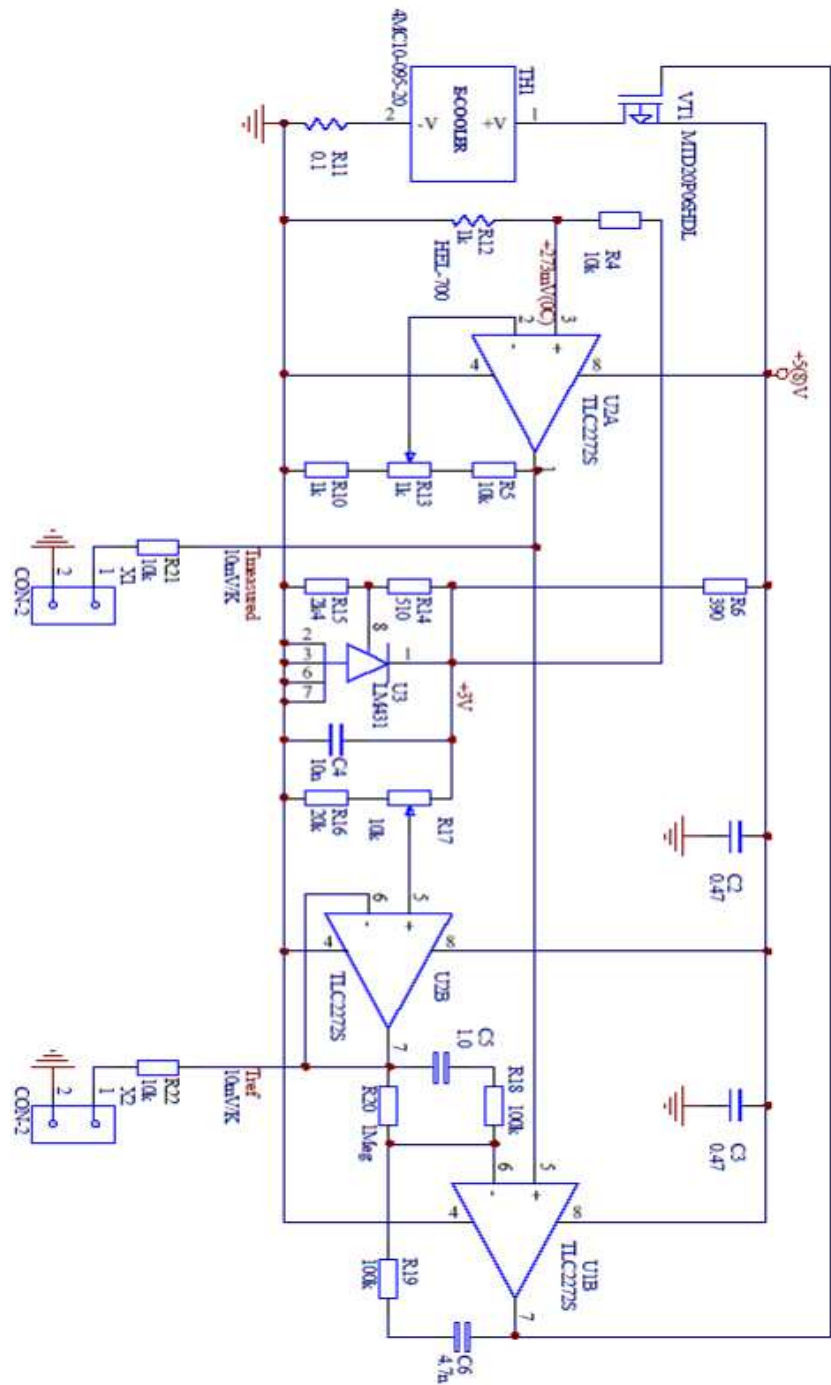 VT1 MTD20P06HDL
TH1
1
+V
E-COOLER
-V
2
4MC10-095-20
R11
0.1
R4
10k
+273mV(0C)
R12
1k
HEL-700
3
+
2
-
8
4
1
U2A
TLC2272S
+5(8)V
R5
10k
R13
1k
R10
1k
Tmeasured
10mV/K
R21
10k
X1
1
2
CON-2
R6
390
R14
510
R15
2k4
8
1
2
3
6
7
U3
LM431
+3V
C4
10n
R17
10k
R16
20k
C2
0.47
5
+
6
-
8
4
7
U2B
TLC2272S
C5
1.0
R18
100k
R20
1Meg
Tref
10mV/K
R22
10k
X2
1
2
CON-2
C3
0.47
5
+
6
-
8
4
7
U1B
TLC2272S
R19
100k
C6
4.7n